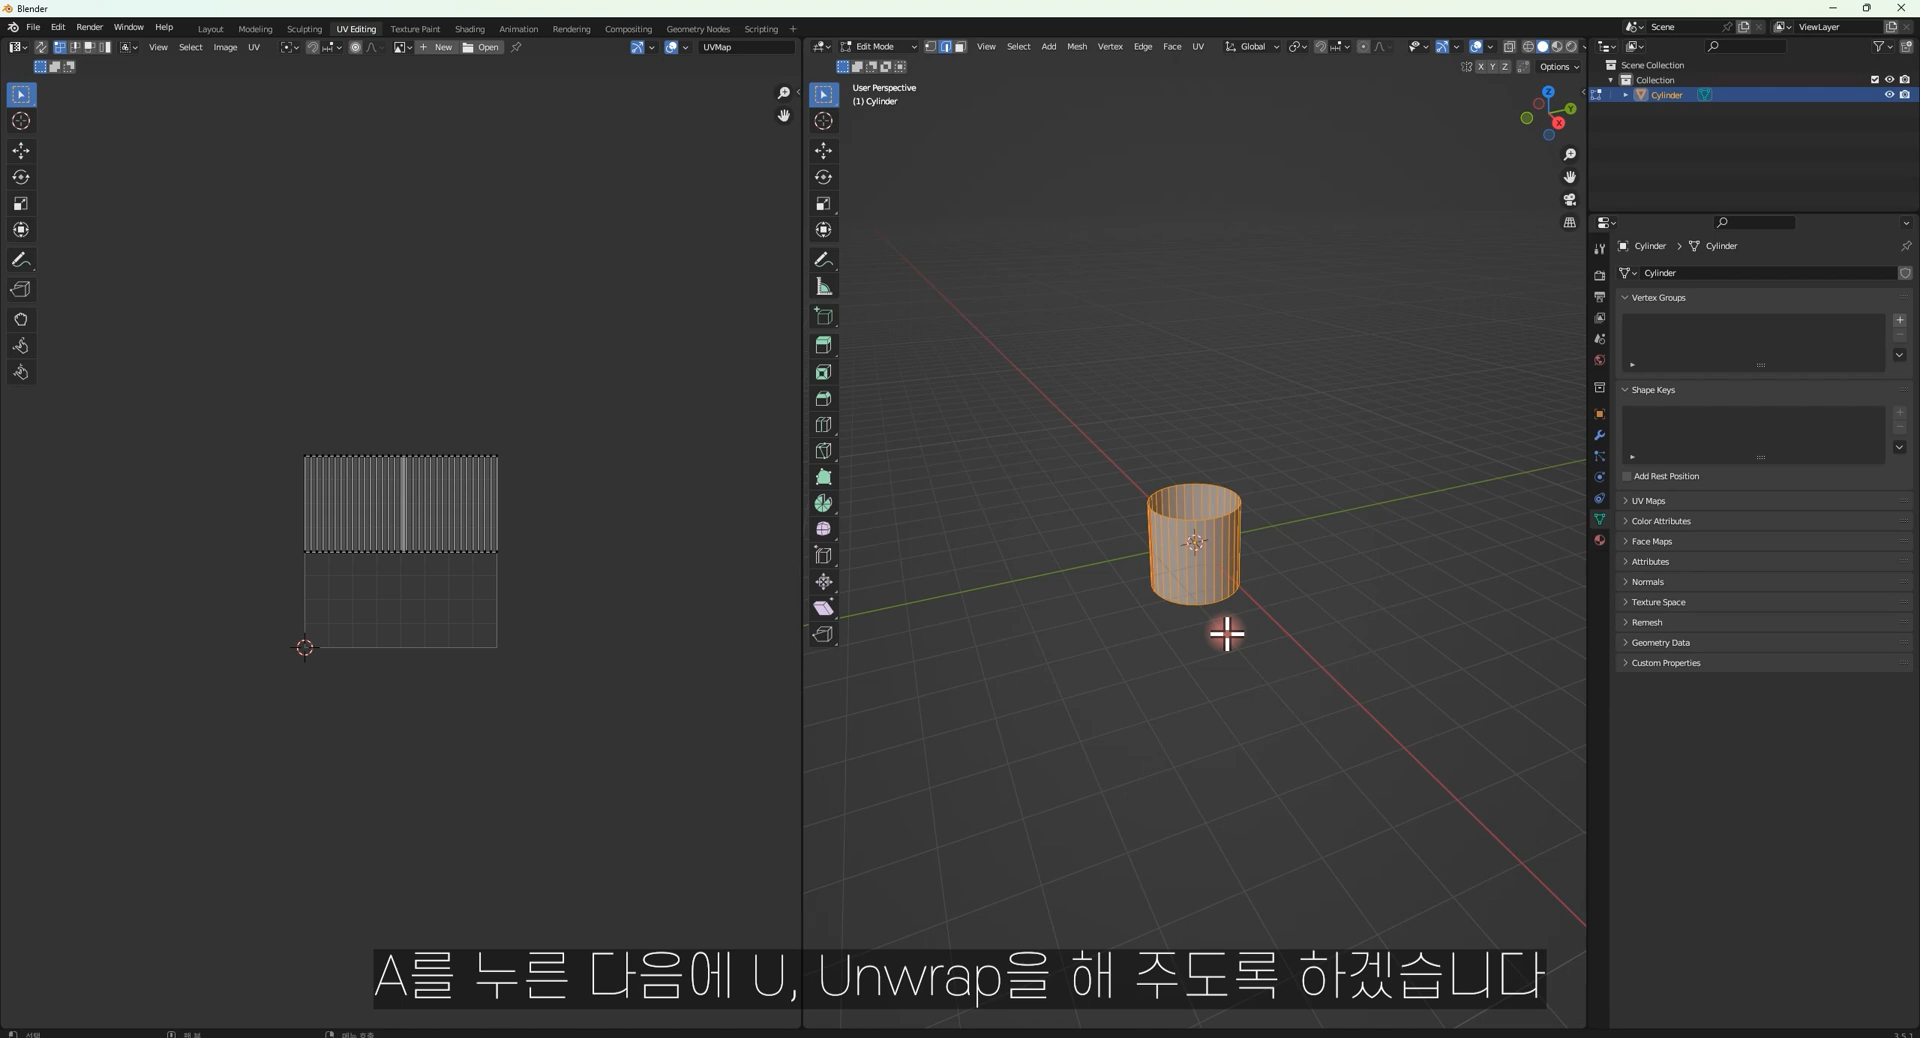 Blender
File Edit Render Window Help Layout Modeling Sculpting UV Editing Texture Paint Shading Animation Rendering Compositing Geometry Nodes Scripting + Scene ViewLayer
View Select Image UV New Open UVMap
Edit Mode View Select Add Mesh Vertex Edge Face UV Global
X Y Z Options
User Perspective
(1) Cylinder
Z
Y
X
Scene Collection
Collection
Cylinder
Cylinder > Cylinder
Cylinder
Vertex Groups
Shape Keys
Add Rest Position
UV Maps
Color Attributes
Face Maps
Attributes
Normals
Texture Space
Remesh
Geometry Data
Custom Properties
A를 누른 다음에 U, Unwrap을 해 주도록 하겠습니다